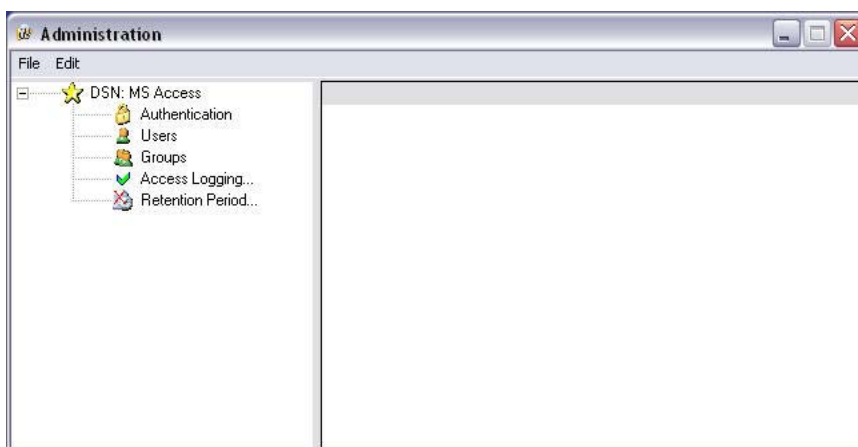 Administration
File Edit
DSN: MS Access
Authentication
Users
Groups
Access Logging...
Retention Period...